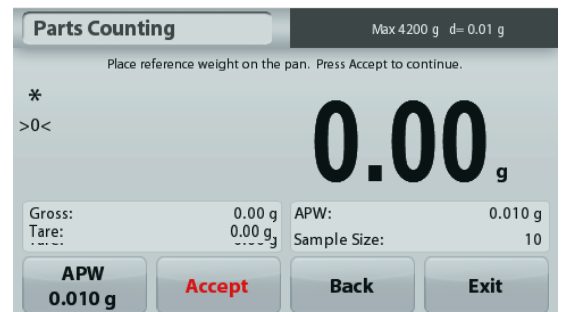 Parts Counting
Max 4200 g d= 0.01 g
Place reference weight on the pan. Press Accept to continue.
*
>0<
0.00 g
Gross: 0.00 g
Tare: 0.00 g
APW: 0.010 g
Sample Size: 10
APW
0.010 g
Accept
Back
Exit